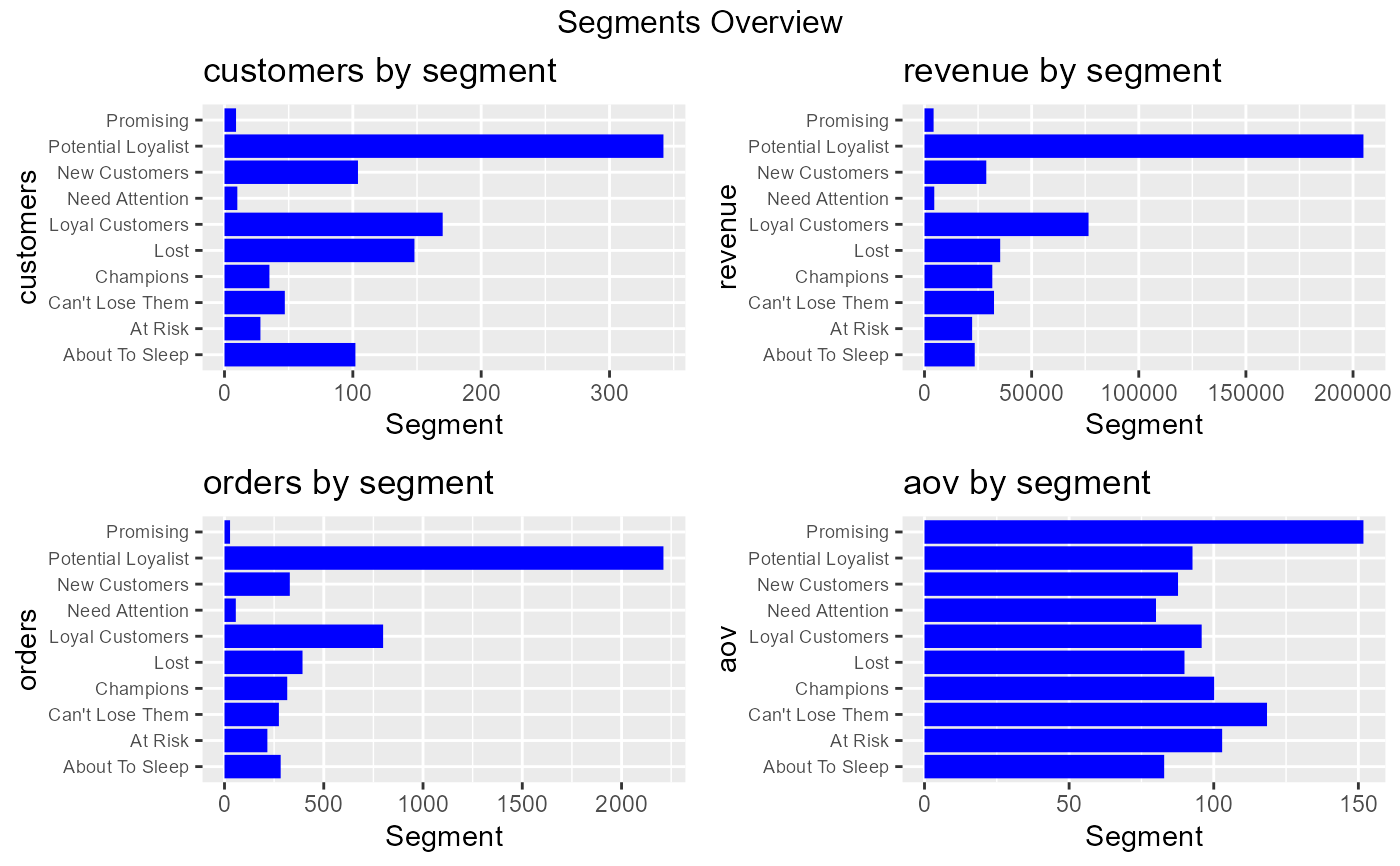 Segments Overview
customers by segment
customers
Promising
Potential Loyalist
New Customers
Need Attention
Loyal Customers
Lost
Champions
Can't Lose Them
At Risk
About To Sleep
0 100 200 300
Segment
revenue by segment
revenue
Promising
Potential Loyalist
New Customers
Need Attention
Loyal Customers
Lost
Champions
Can't Lose Them
At Risk
About To Sleep
0 50000 100000 150000 200000
Segment
orders by segment
orders
Promising
Potential Loyalist
New Customers
Need Attention
Loyal Customers
Lost
Champions
Can't Lose Them
At Risk
About To Sleep
0 500 1000 1500 2000
Segment
aov by segment
aov
Promising
Potential Loyalist
New Customers
Need Attention
Loyal Customers
Lost
Champions
Can't Lose Them
At Risk
About To Sleep
0 50 100 150
Segment